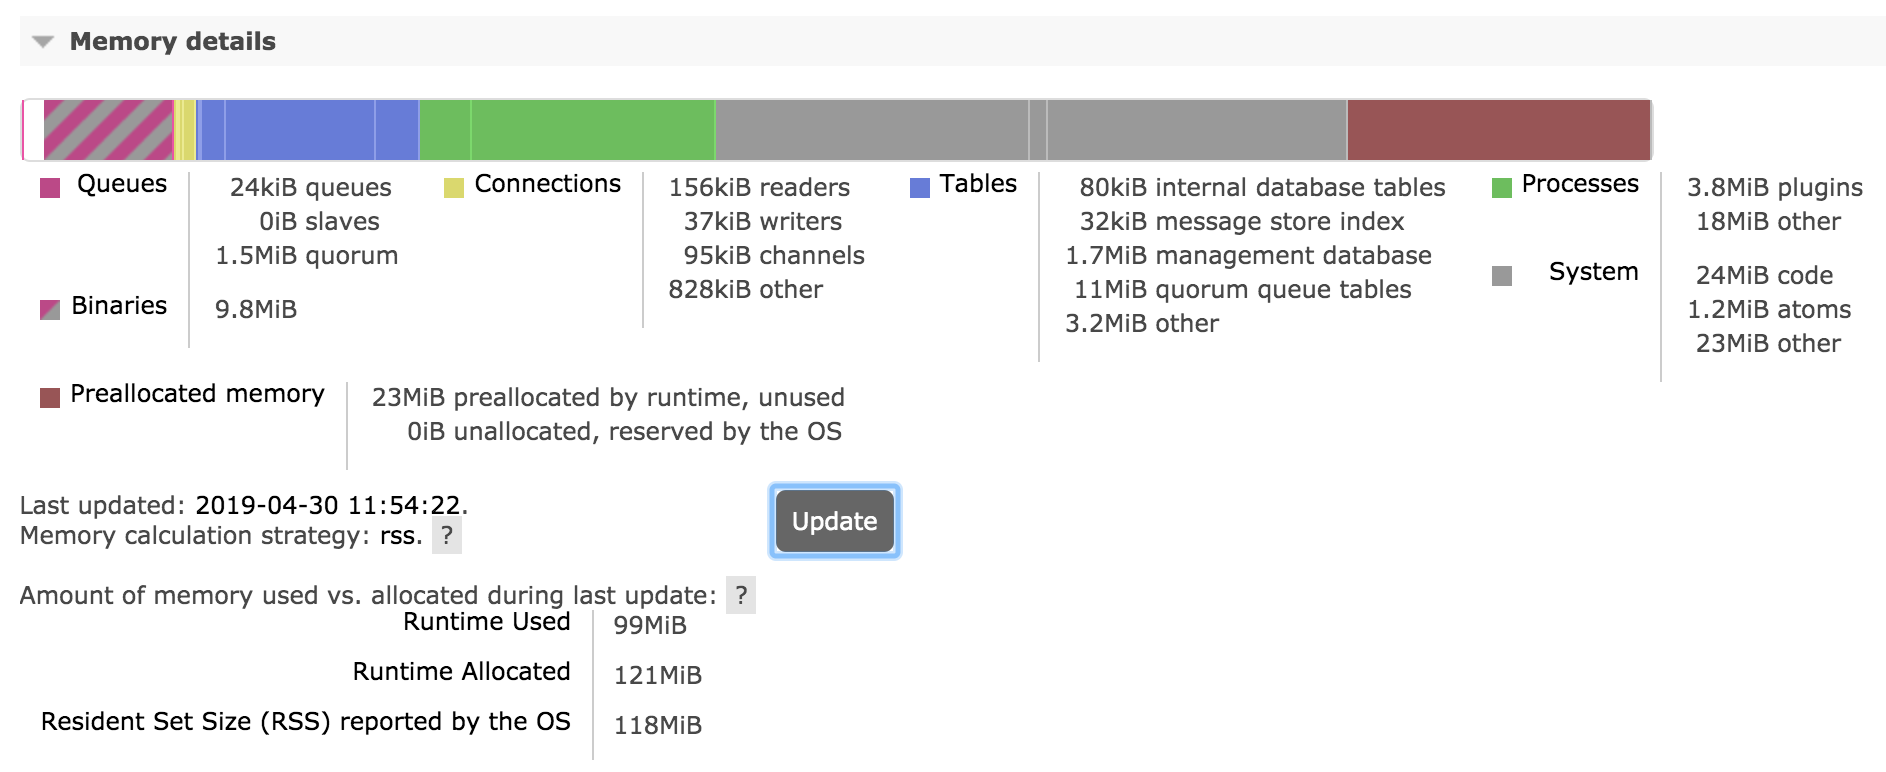 Memory details
Queues
24kiB queues
0iB slaves
1.5MiB quorum
Binaries
9.8MiB
Connections
156kiB readers
37kiB writers
95kiB channels
828kiB other
Tables
80kiB internal database tables
32kiB message store index
1.7MiB management database
11MiB quorum queue tables
3.2MiB other
Processes
3.8MiB plugins
18MiB other
System
24MiB code
1.2MiB atoms
23MiB other
Preallocated memory
23MiB preallocated by runtime, unused
0iB unallocated, reserved by the OS
Last updated: 2019-04-30 11:54:22.
Memory calculation strategy: rss. ?
Update
Amount of memory used vs. allocated during last update: ?
Runtime Used 99MiB
Runtime Allocated 121MiB
Resident Set Size (RSS) reported by the OS 118MiB